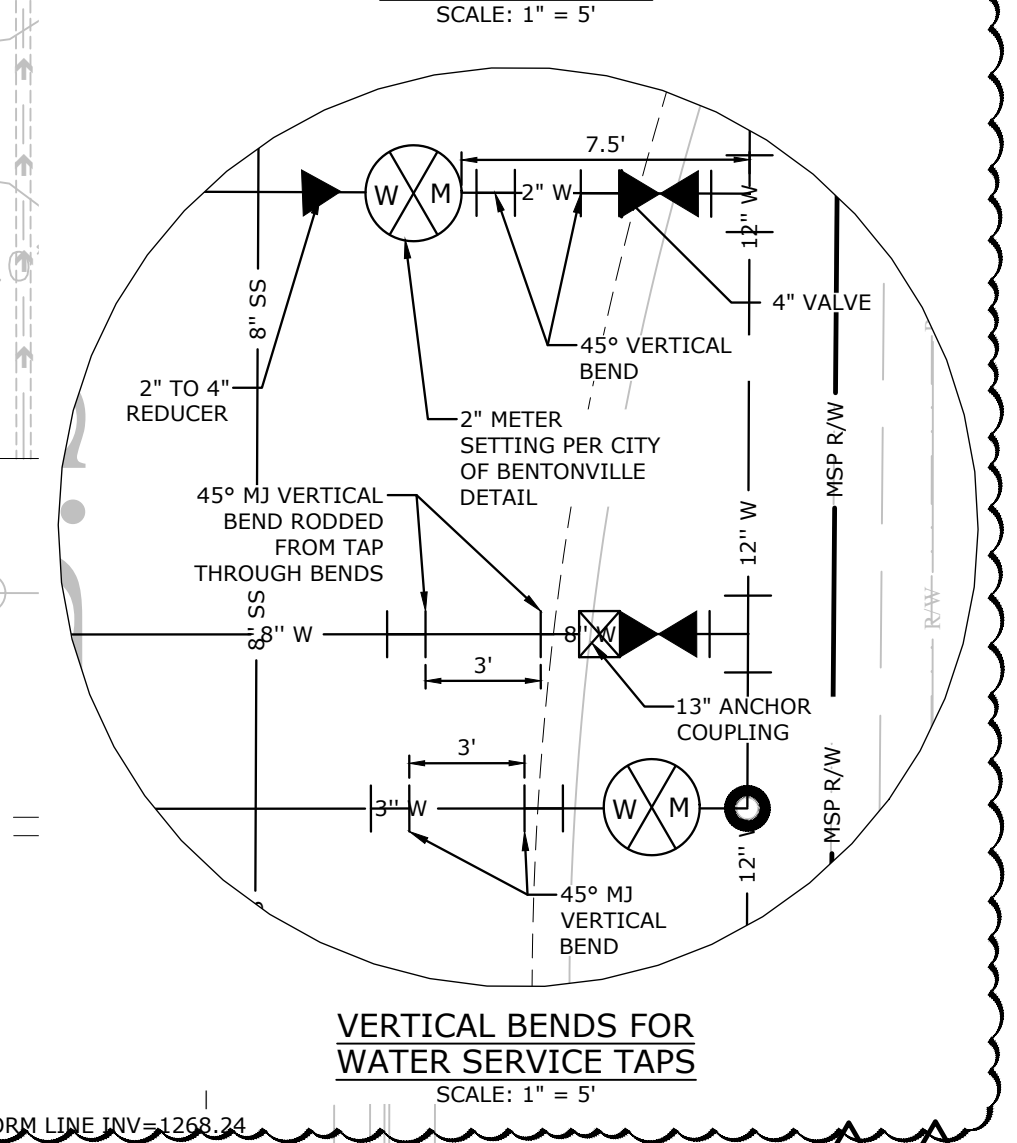 SCALE: 1" = 5'
7.5'
W M
2" W
12" W
8" SS
4" VALVE
45° VERTICAL
BEND
2" TO 4"
REDUCER
2" METER
SETTING PER CITY
OF BENTONVILLE
DETAIL
MSP R/W
45° MJ VERTICAL
BEND RODDED
FROM TAP
THROUGH BENDS
12" W
R/W
8" SS
8" W
8" W
3'
13" ANCHOR
COUPLING
3'
MSP R/W
3" W
W M
12" W
45° MJ
VERTICAL
BEND
VERTICAL BENDS FOR
WATER SERVICE TAPS
SCALE: 1" = 5'
ORM LINE INV=1268.24